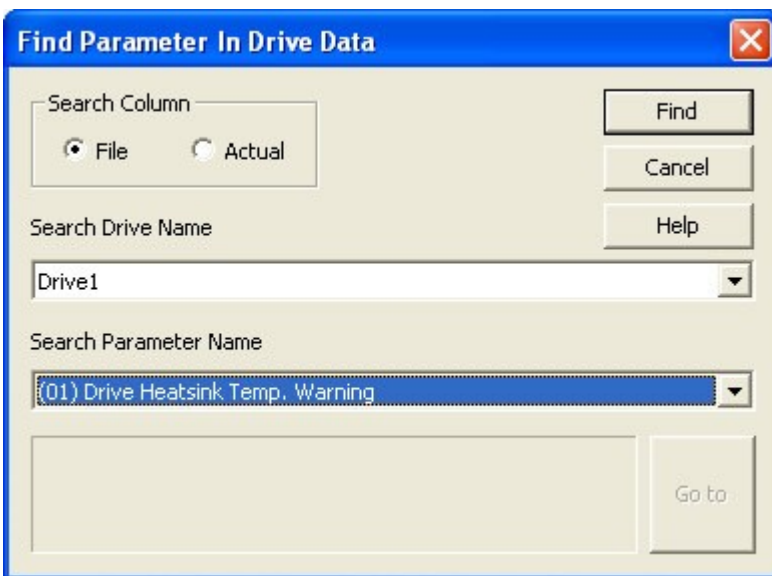 Find Parameter In Drive Data
Search Column
File Actual
Find
Cancel
Help
Search Drive Name
Drive1
Search Parameter Name
(01) Drive Heatsink Temp. Warning
Go to